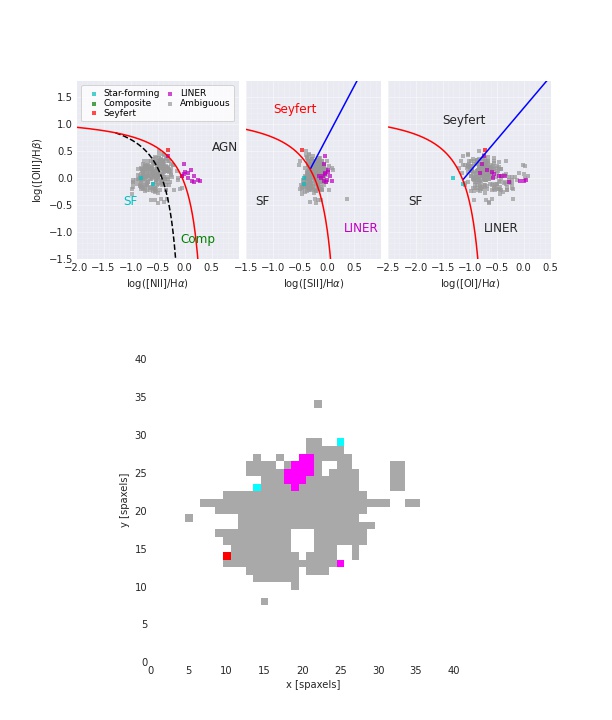 Star-forming
Composite
Seyfert
LINER
Ambiguous
AGN
SF
Comp
Seyfert
SF
LINER
Seyfert
SF
LINER
1.5
1.0
0.5
0.0
−0.5
−1.0
−1.5
log([OIII]/Hβ)
−2.0 −1.5 −1.0 −0.5 0.0 0.5
−1.0 −0.5 0.0 0.5
−2.5 −2.0 −1.5 −1.0 −0.5 0.0 0.5
log([NII]/Hα)
log([SII]/Hα)
log([OI]/Hα)
40
35
30
25
20
15
10
5
0
y [spaxels]
0 5 10 15 20 25 30 35 40
x [spaxels]